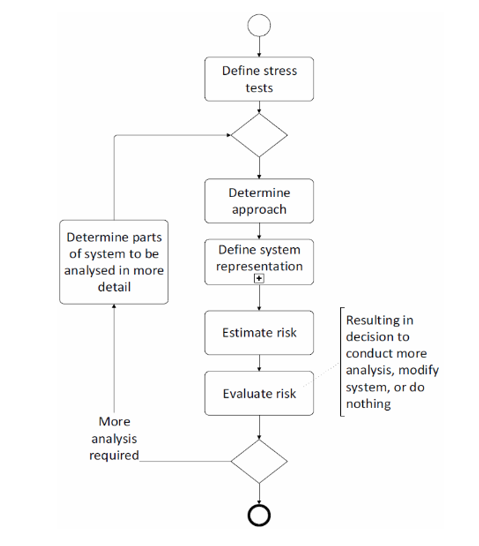 Define stress
tests
Determine
approach
Determine parts
of system to be
analysed in more
detail
Define system
representation
Estimate risk
Resulting in
decision to
conduct more
analysis, modify
system, or do
nothing
Evaluate risk
More
analysis
required